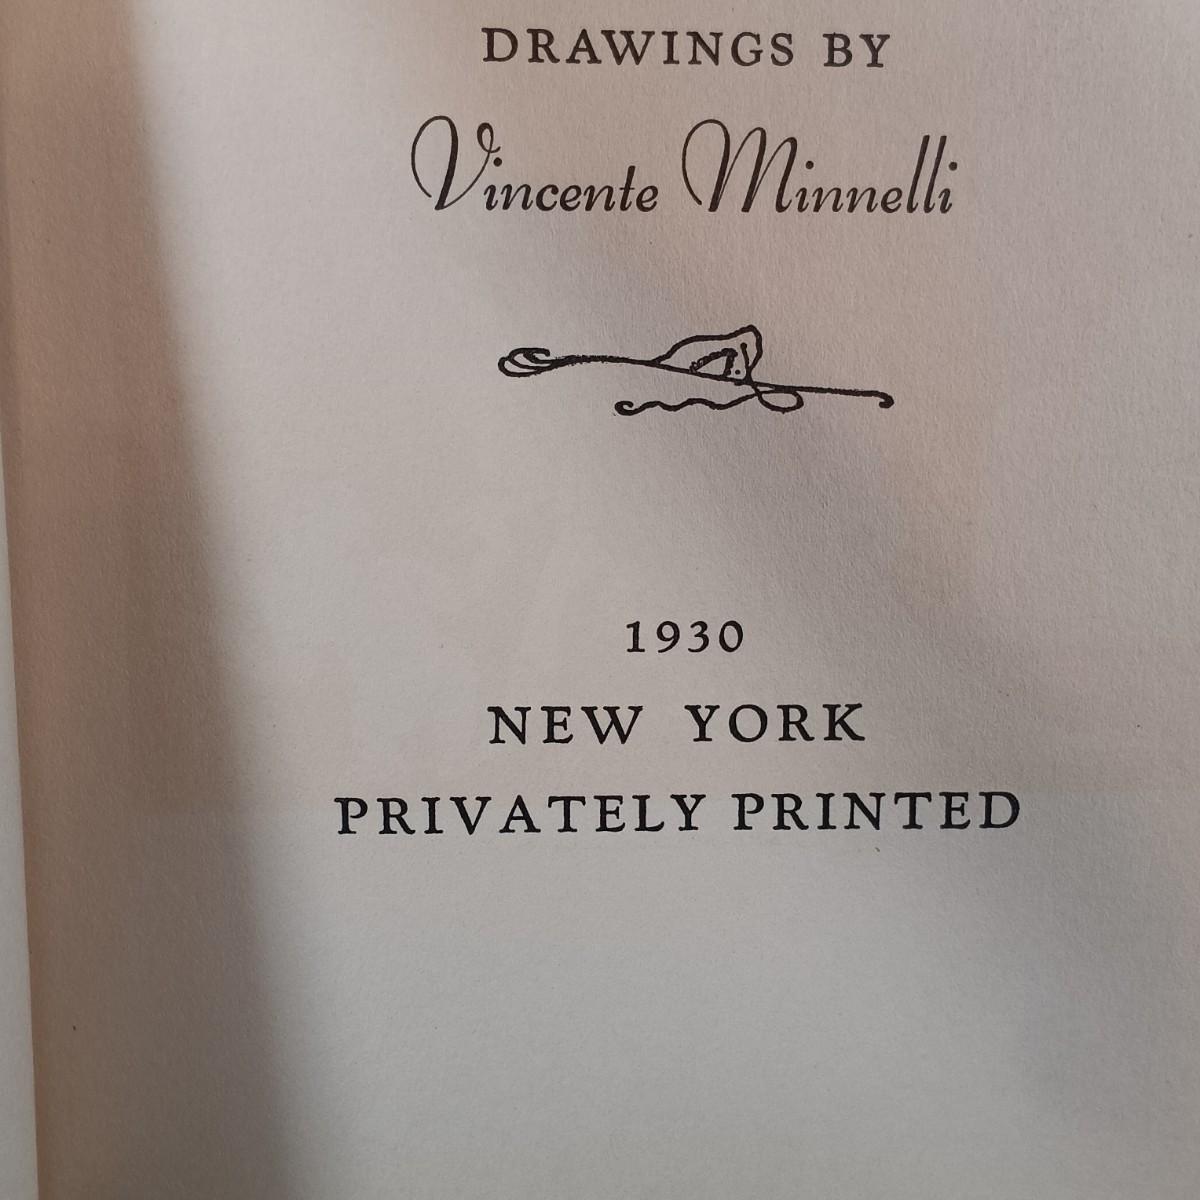 DRAWINGS BY
Vincente Minnelli
1930
NEW YORK
PRIVATELY PRINTED